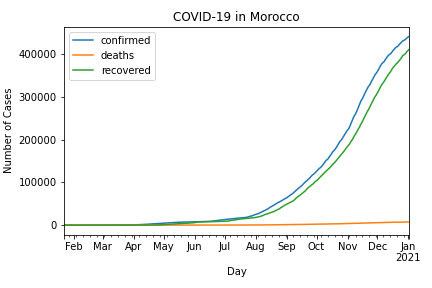 COVID-19 in Morocco
confirmed
deaths
recovered
Number of Cases
400000
300000
200000
100000
0
Feb Mar Apr May Jun Jul Aug Sep Oct Nov Dec Jan
2021
Day